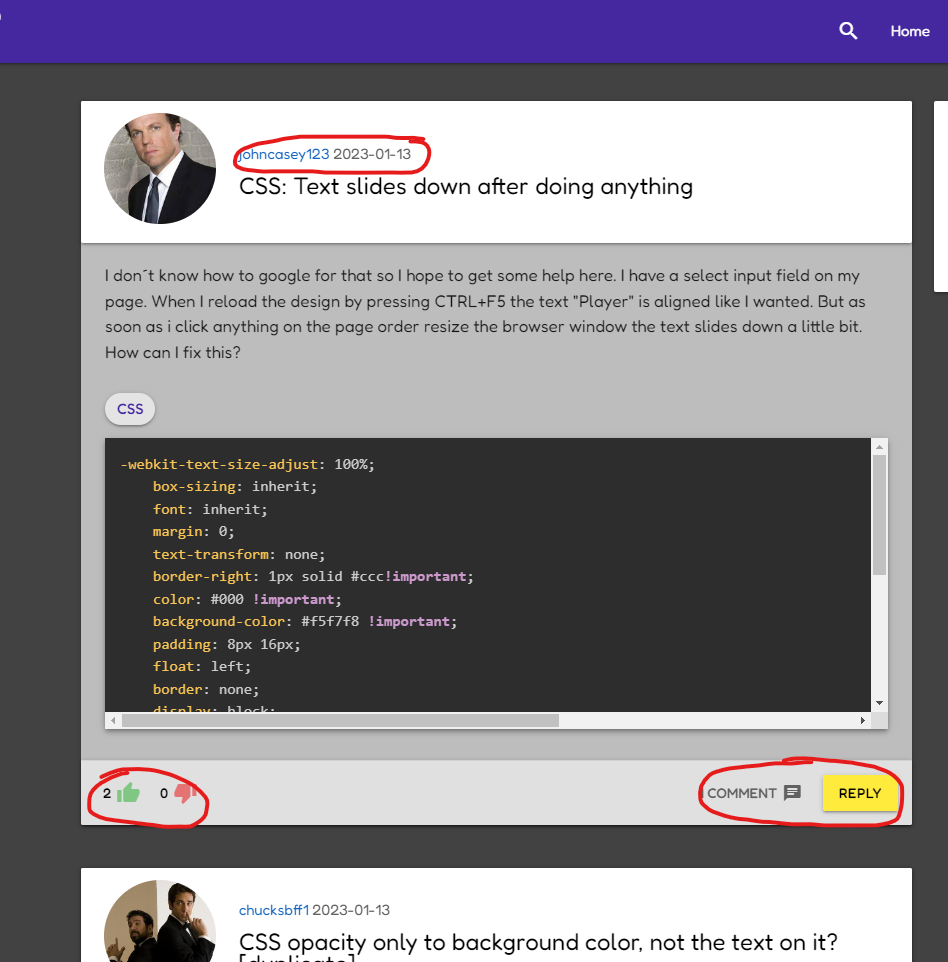 Home
johncasey123 2023-01-13
CSS: Text slides down after doing anything
I don´t know how to google for that so I hope to get some help here. I have a select input field on my
page. When I reload the design by pressing CTRL+F5 the text "Player" is aligned like I wanted. But as
soon as i click anything on the page order resize the browser window the text slides down a little bit.
How can I fix this?
CSS
-webkit-text-size-adjust: 100%;
box-sizing: inherit;
font: inherit;
margin: 0;
text-transform: none;
border-right: 1px solid #ccc!important;
color: #000 !important;
background-color: #f5f7f8 !important;
padding: 8px 16px;
float: left;
border: none;
display: block;
2 0 COMMENT REPLY
chucksbff1 2023-01-13
CSS opacity only to background color, not the text on it?
[duplicate]